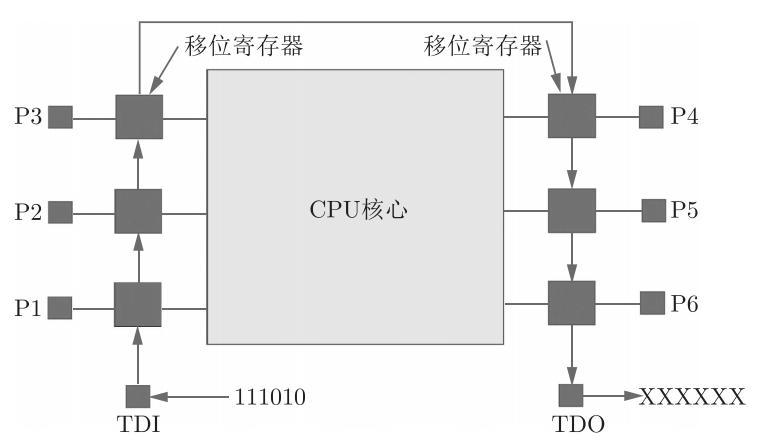 移位寄存器 移位寄存器
P3 P4
P2 CPU核心 P5
P1 P6
111010 XXXXXX
TDI TDO